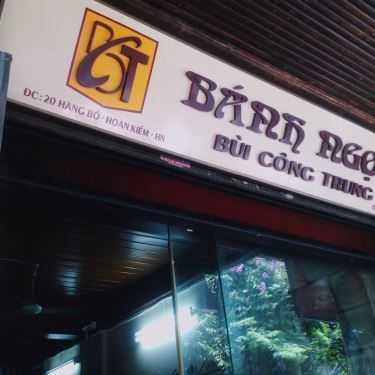 BCT
ĐC: 20 HÀNG BỒ - HOÀN KIẾM - HN
BÁNH NGỌ
BÙI CÔNG TRUNG